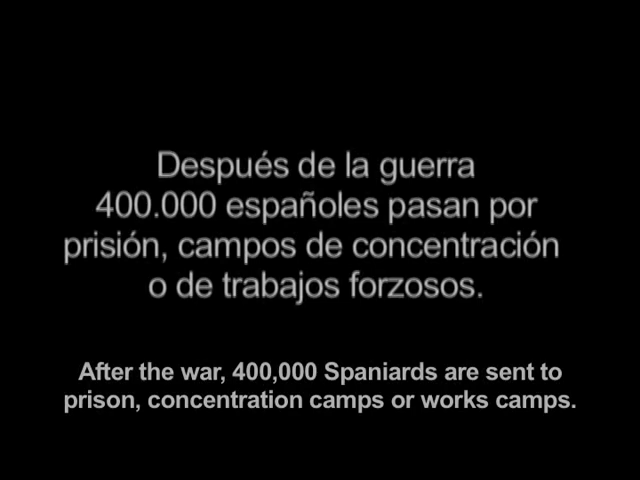 Después de la guerra
400.000 españoles pasan por
prisión, campos de concentración
o de trabajos forzosos.
After the war, 400,000 Spaniards are sent to
prison, concentration camps or works camps.